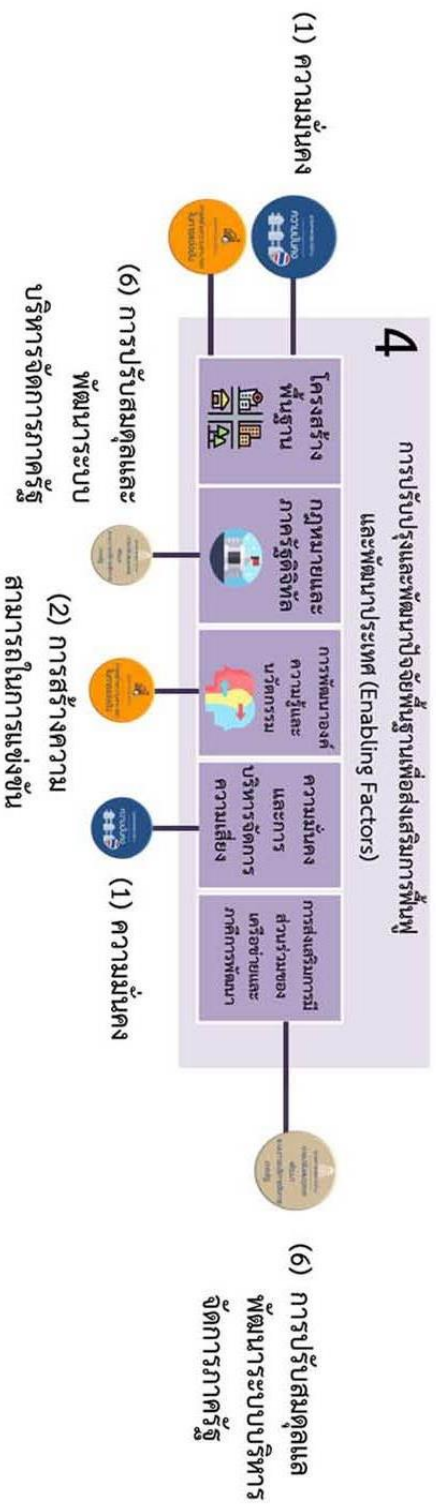 4
การปรับปรุงและพัฒนาปัจจัยพื้นฐานเพื่อส่งเสริมการฟื้นฟู
และพัฒนาประเทศ (Enabling Factors)
(1) ความมั่นคง
ความมั่นคง
โครงสร้าง
พื้นฐาน
กฎหมายและ
ภาครัฐดิจิทัล
การพัฒนาองค์
ความรู้และ
นวัตกรรม
ความมั่นคง
และการ
บริหารจัดการ
ความเสี่ยง
การส่งเสริมการมี
ส่วนร่วมของ
เครือข่ายและ
ภาคีการพัฒนา
(6) การปรับสมดุลและ
พัฒนาระบบ
บริหารจัดการภาครัฐ
(2) การสร้างความ
สามารถในการแข่งขัน
ความมั่นคง
(1) ความมั่นคง
(6) การปรับสมดุลแล
พัฒนาระบบบริหาร
จัดการภาครัฐ